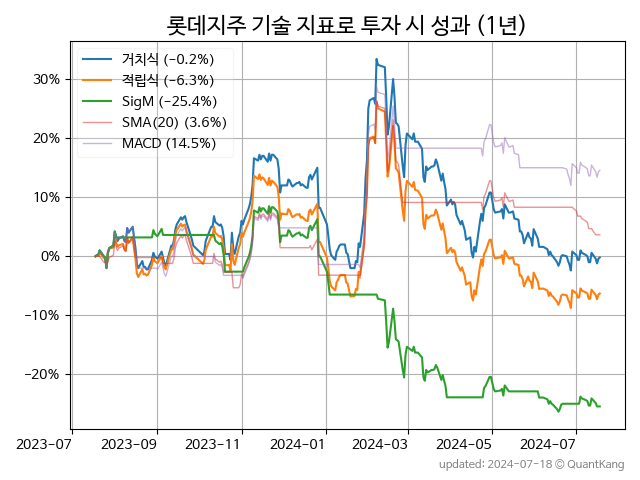 롯데지주 기술 지표로 투자 시 성과 (1년)
거치식 (−0.2%)
적립식 (−6.3%)
SigM (−25.4%)
SMA(20) (3.6%)
MACD (14.5%)
30%
20%
10%
0%
−10%
−20%
2023-07 2023-09 2023-11 2024-01 2024-03 2024-05 2024-07
updated: 2024-07-18 © QuantKang